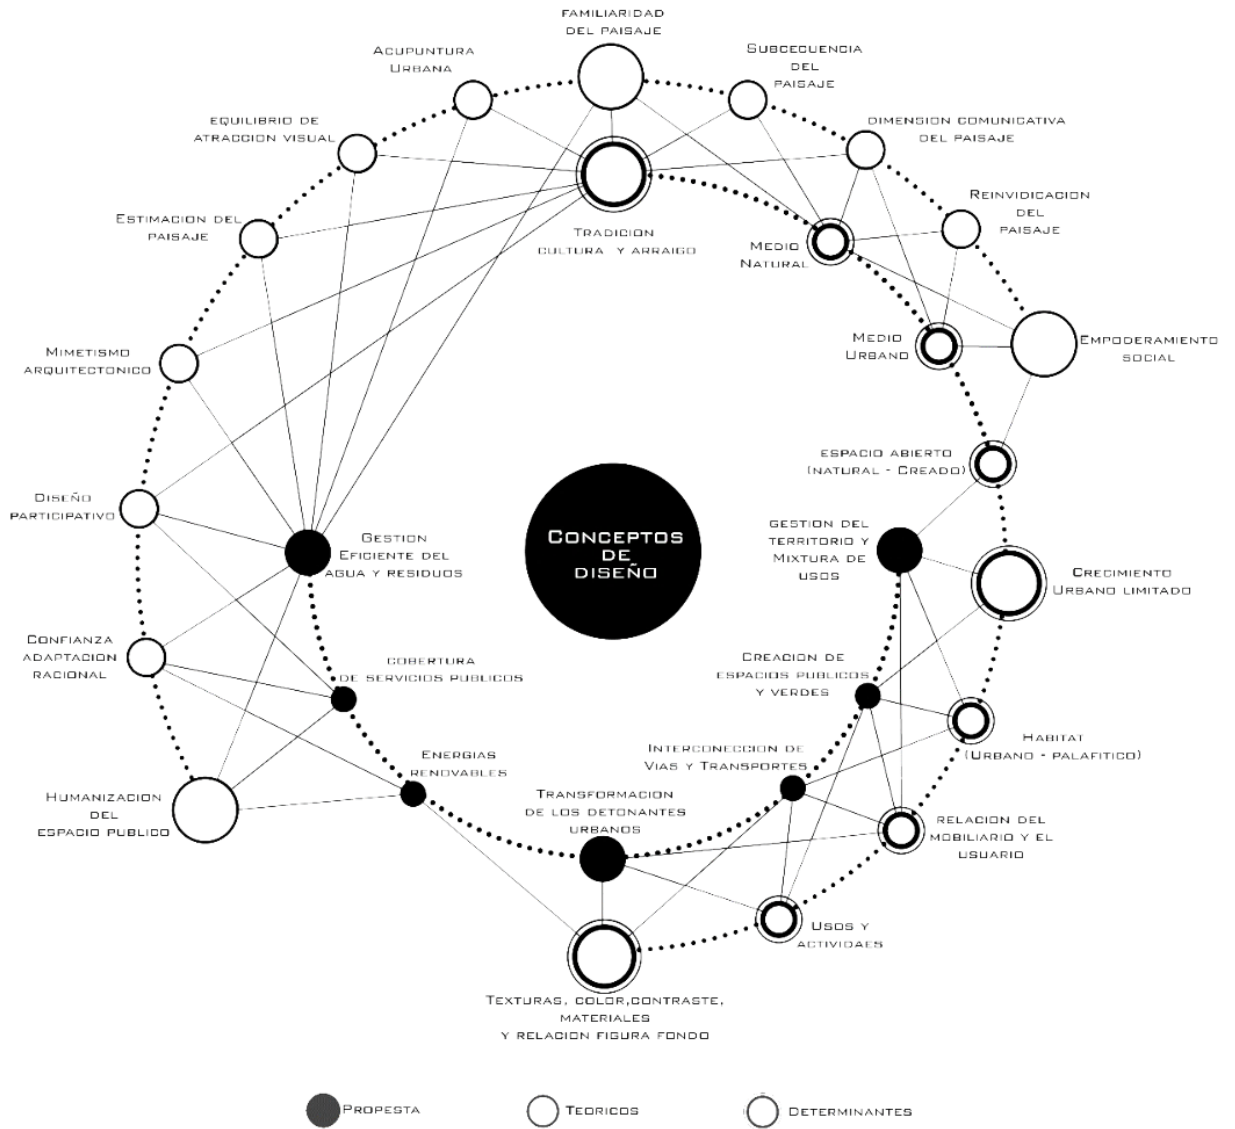 FAMILIARIDAD
DEL PAISAJE
ACUPUNTURA
URBANA
SUBCECUENCIA
DEL
PAISAJE
EQUILIBRIO DE
ATRACCION VISUAL
DIMENSION COMUNICATIVA
DEL PAISAJE
ESTIMACION DEL
PAISAJE
REINVIDICACION
DEL
PAISAJE
TRADICION
CULTURA Y ARRAIGO
MEDIO
NATURAL
MEDIO
URBANO
EMPODERAMIENTO
SOCIAL
MIMETISMO
ARQUITECTONICO
ESPACIO ABIERTO
(NATURAL - CREADO)
DISEÑO
PARTICIPATIVO
GESTION
EFICIENTE DEL
AGUA Y RESIDUOS
CONCEPTOS
DE
DISEÑO
GESTION DEL
TERRITORIO Y
MIXTURA DE
USOS
CRECIMIENTO
URBANO LIMITADO
CONFIANZA
ADAPTACION
RACIONAL
COBERTURA
DE SERVICIOS PUBLICOS
CREACION DE
ESPACIOS PUBLICOS
Y VERDES
HABITAT
(URBANO - PALAFITICO)
ENERGIAS
RENOVABLES
INTERCONECCION DE
VIAS Y TRANSPORTES
HUMANIZACION
DEL
ESPACIO PUBLICO
TRANSFORMACION
DE LOS DETONANTES
URBANOS
RELACION DEL
MOBILIARIO Y EL
USUARIO
USOS Y
ACTIVIDAES
TEXTURAS, COLOR,CONTRASTE,
MATERIALES
Y RELACION FIGURA FONDO
PROPESTA
TEORICOS
DETERMINANTES